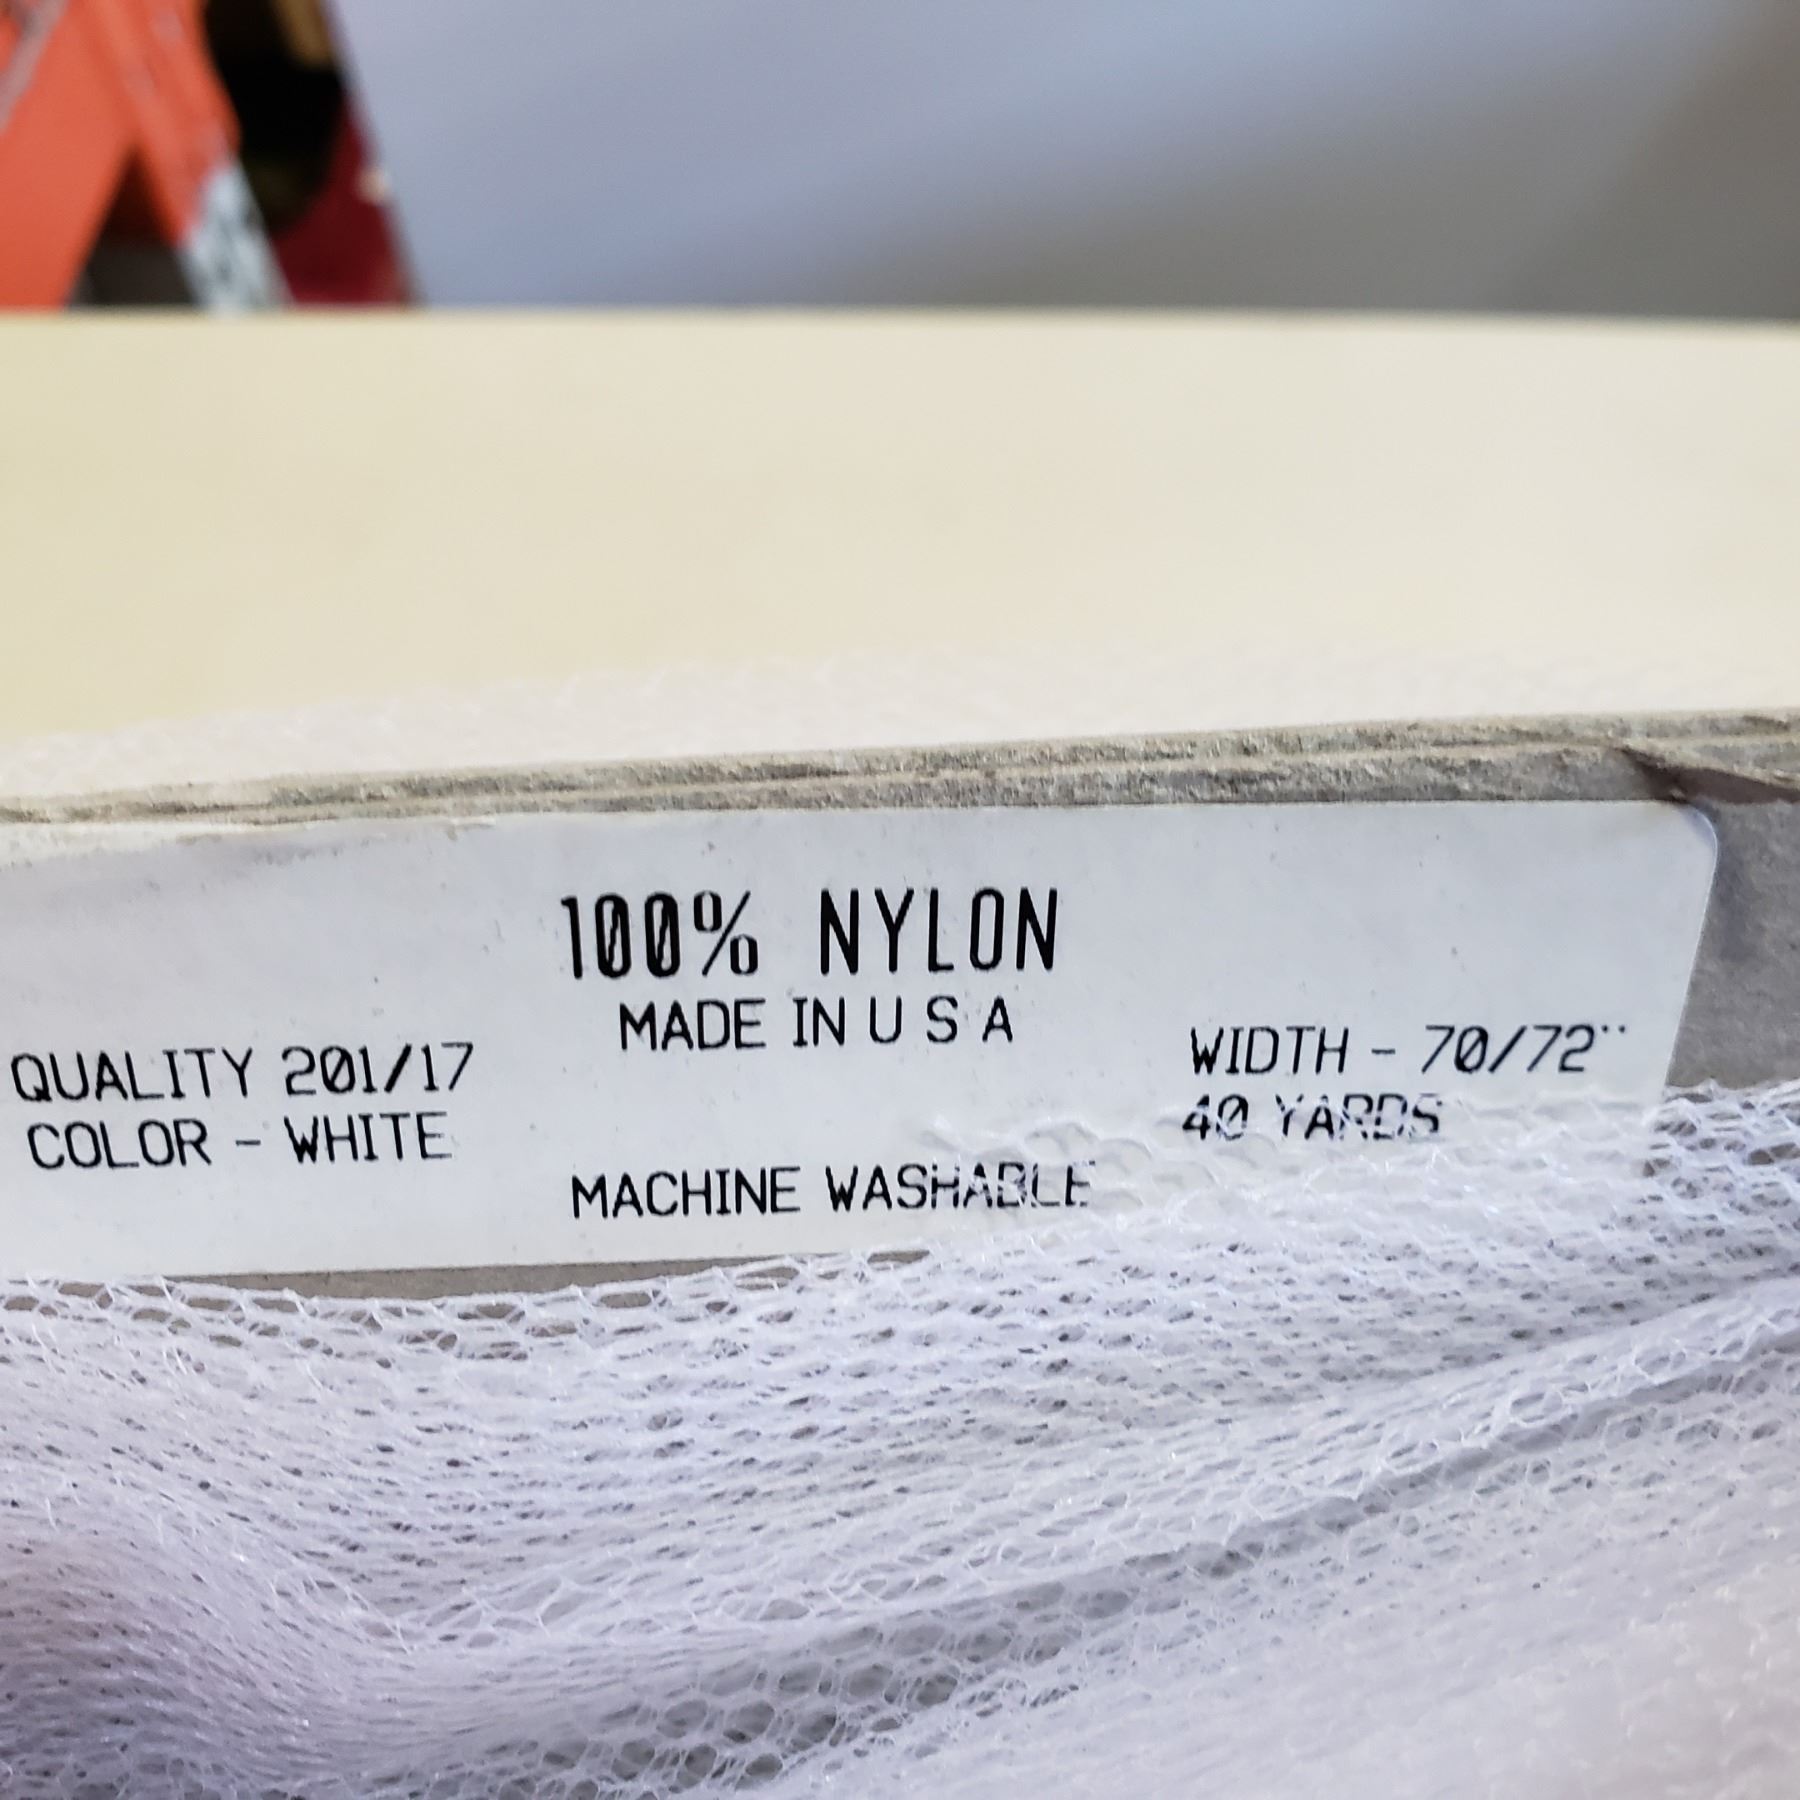 100% NYLON
MADE IN U S A
QUALITY 201/17
COLOR - WHITE
WIDTH - 70/72"
40 YARDS
MACHINE WASHABLE